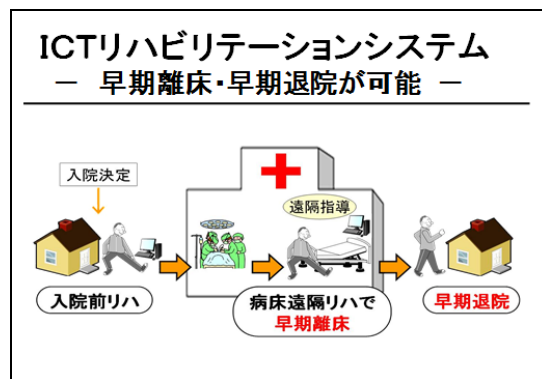 ICTリハビリテーションシステム
－ 早期離床・早期退院が可能 －
入院決定
遠隔指導
入院前リハ
病床遠隔リハで
早期離床
早期退院